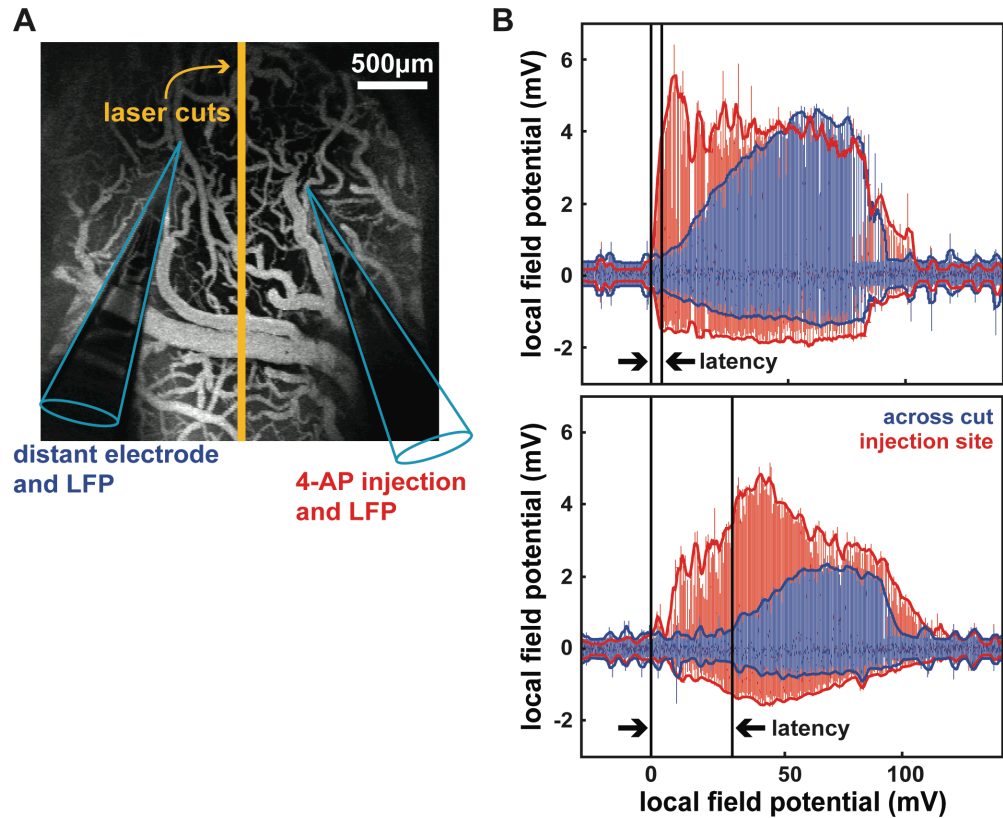 A
500µm
laser cuts
distant electrode
and LFP
4-AP injection
and LFP
B
local field potential (mV)
6
4
2
0
-2
latency
local field potential (mV)
6
4
2
0
-2
across cut
injection site
latency
0
50
100
local field potential (mV)